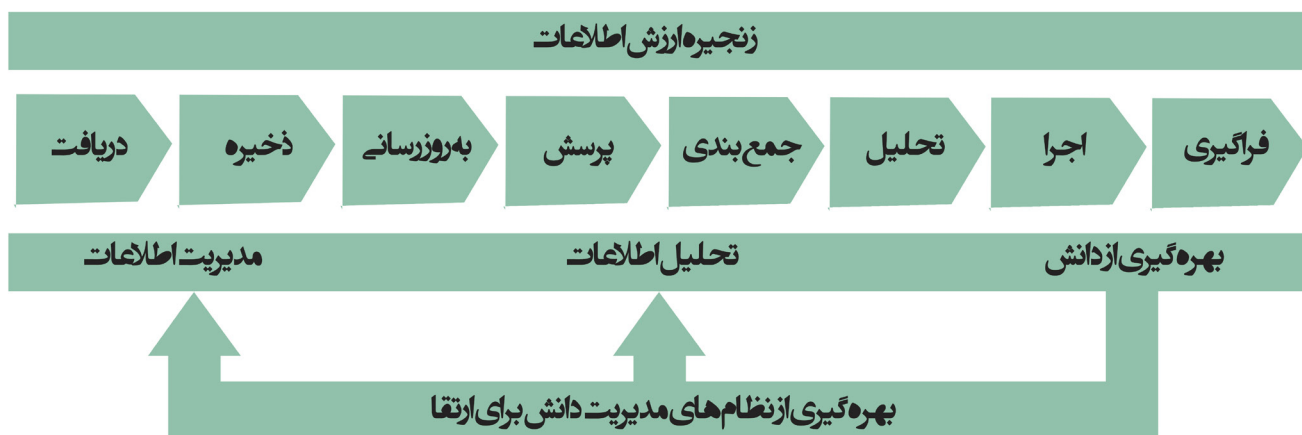 زنجیره ارزش اطلاعات
دریافت
ذخیره
به‌روزرسانی
پرسش
جمع‌بندی
تحلیل
اجرا
فراگیری
مدیریت اطلاعات
تحلیل اطلاعات
بهره‌گیری از دانش
بهره‌گیری از نظام‌های مدیریت دانش برای ارتقا